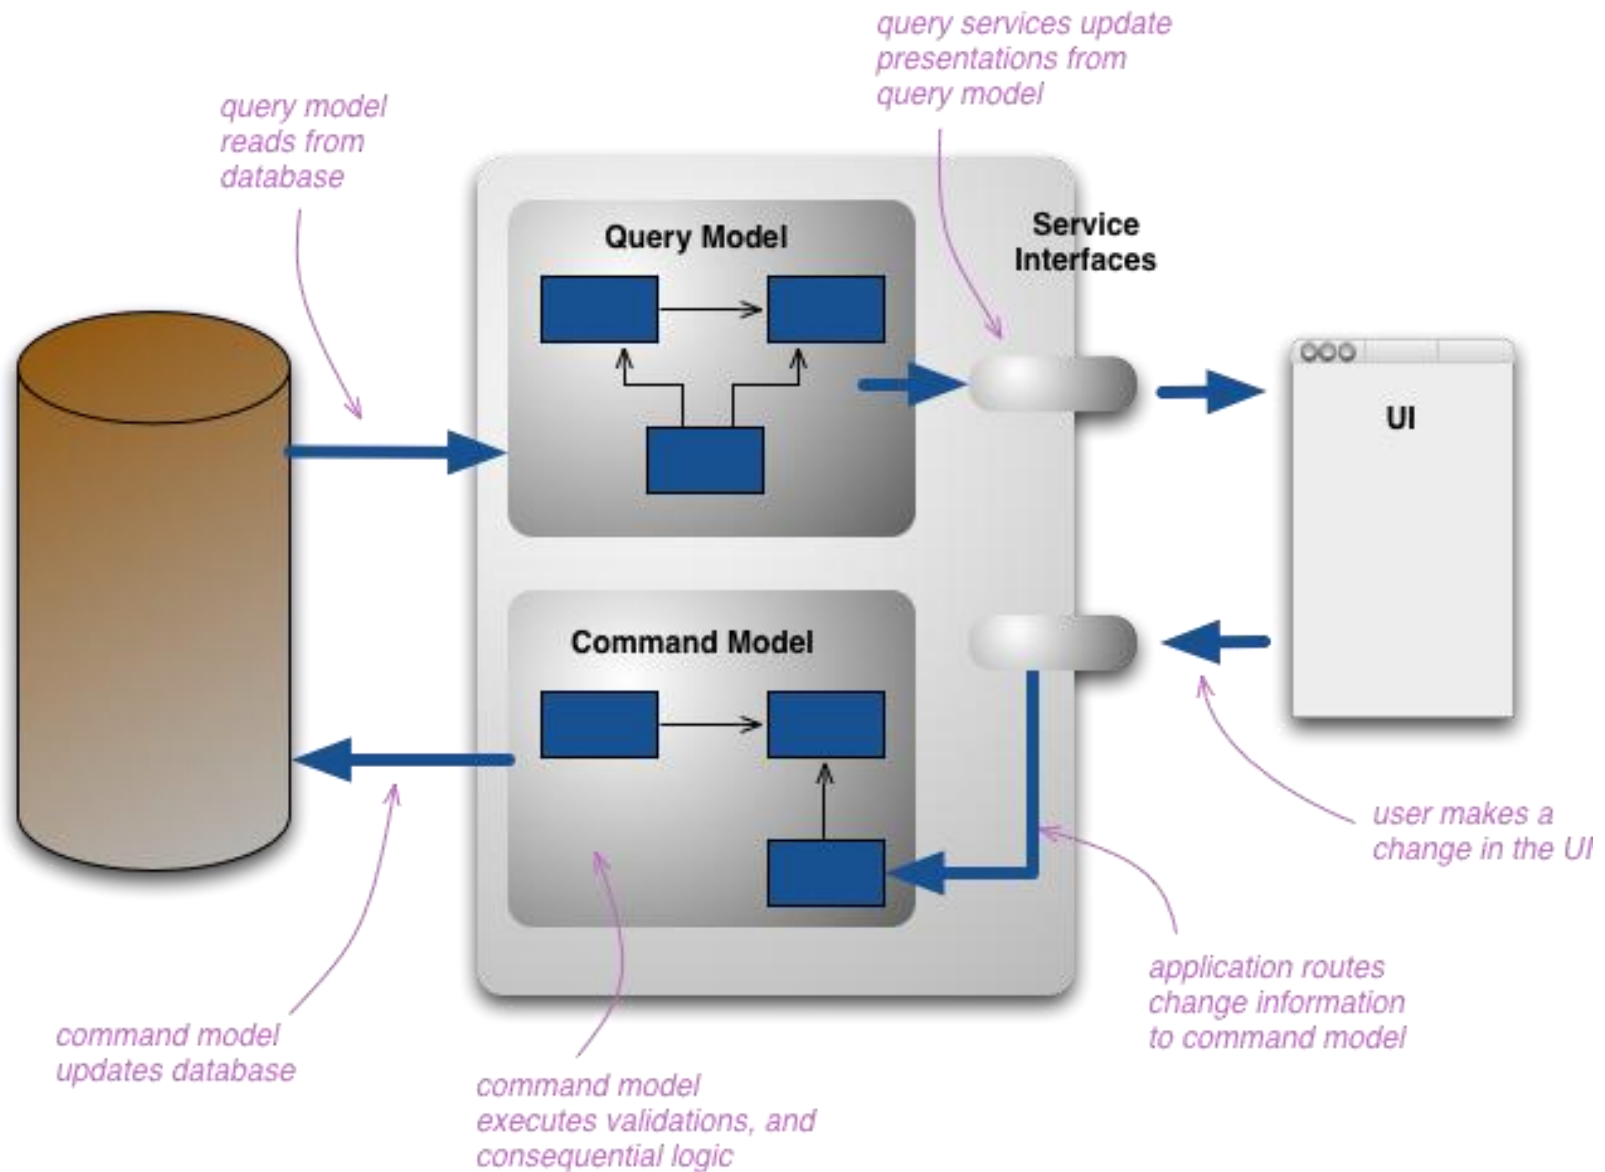 query services update
presentations from
query model
query model
reads from
database
Query Model
Service
Interfaces
UI
Command Model
user makes a
change in the UI
application routes
change information
to command model
command model
updates database
command model
executes validations, and
consequential logic